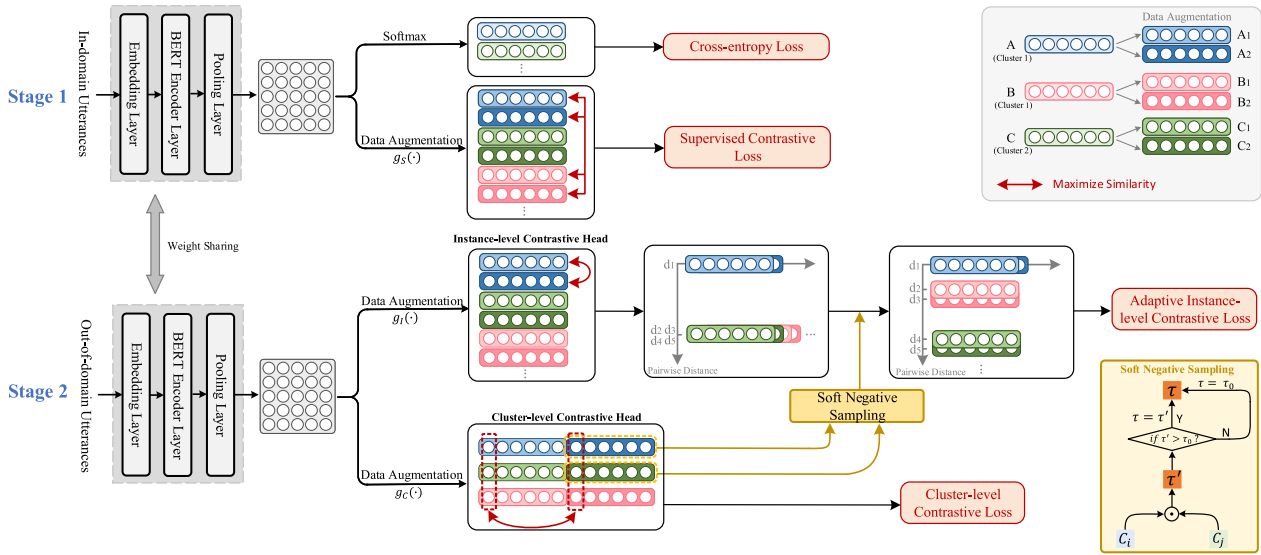 Stage 1
In-domain Utterances
Embedding Layer
BERT Encoder Layer
Pooling Layer
Softmax
Data Augmentation
g_S(·)
⋮
⋮
Cross-entropy Loss
Supervised Contrastive
Loss
Data Augmentation
A
(Cluster 1)
A1
A2
B
(Cluster 1)
B1
B2
C
(Cluster 2)
C1
C2
Maximize Similarity
Weight Sharing
Stage 2
Out-of-domain Utterances
Embedding Layer
BERT Encoder Layer
Pooling Layer
Data Augmentation
g_I(·)
Instance-level Contrastive Head
⋮
d1
d2 d3
d4 d5
...
Pairwise Distance
d1
d2
d3
d4
d5
Pairwise Distance
⋮
Adaptive Instance-
level Contrastive Loss
Soft Negative
Sampling
Data Augmentation
g_C(·)
Cluster-level Contrastive Head
⋮
Cluster-level
Contrastive Loss
Soft Negative Sampling
τ
τ = τ₀
τ = τ′
Y
if τ′ > τ₀ ?
N
τ′
C_i
C_j